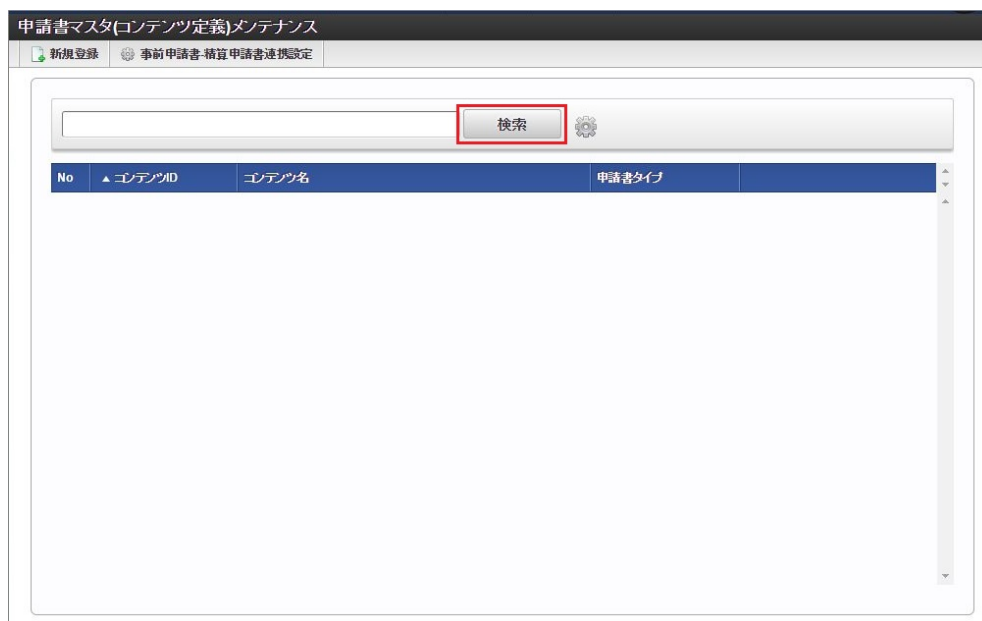 申請書マスタ(コンテンツ定義)メンテナンス
新規登録 事前申請書-精算申請書連携設定
検索
No ▲ コンテンツID コンテンツ名 申請書タイプ